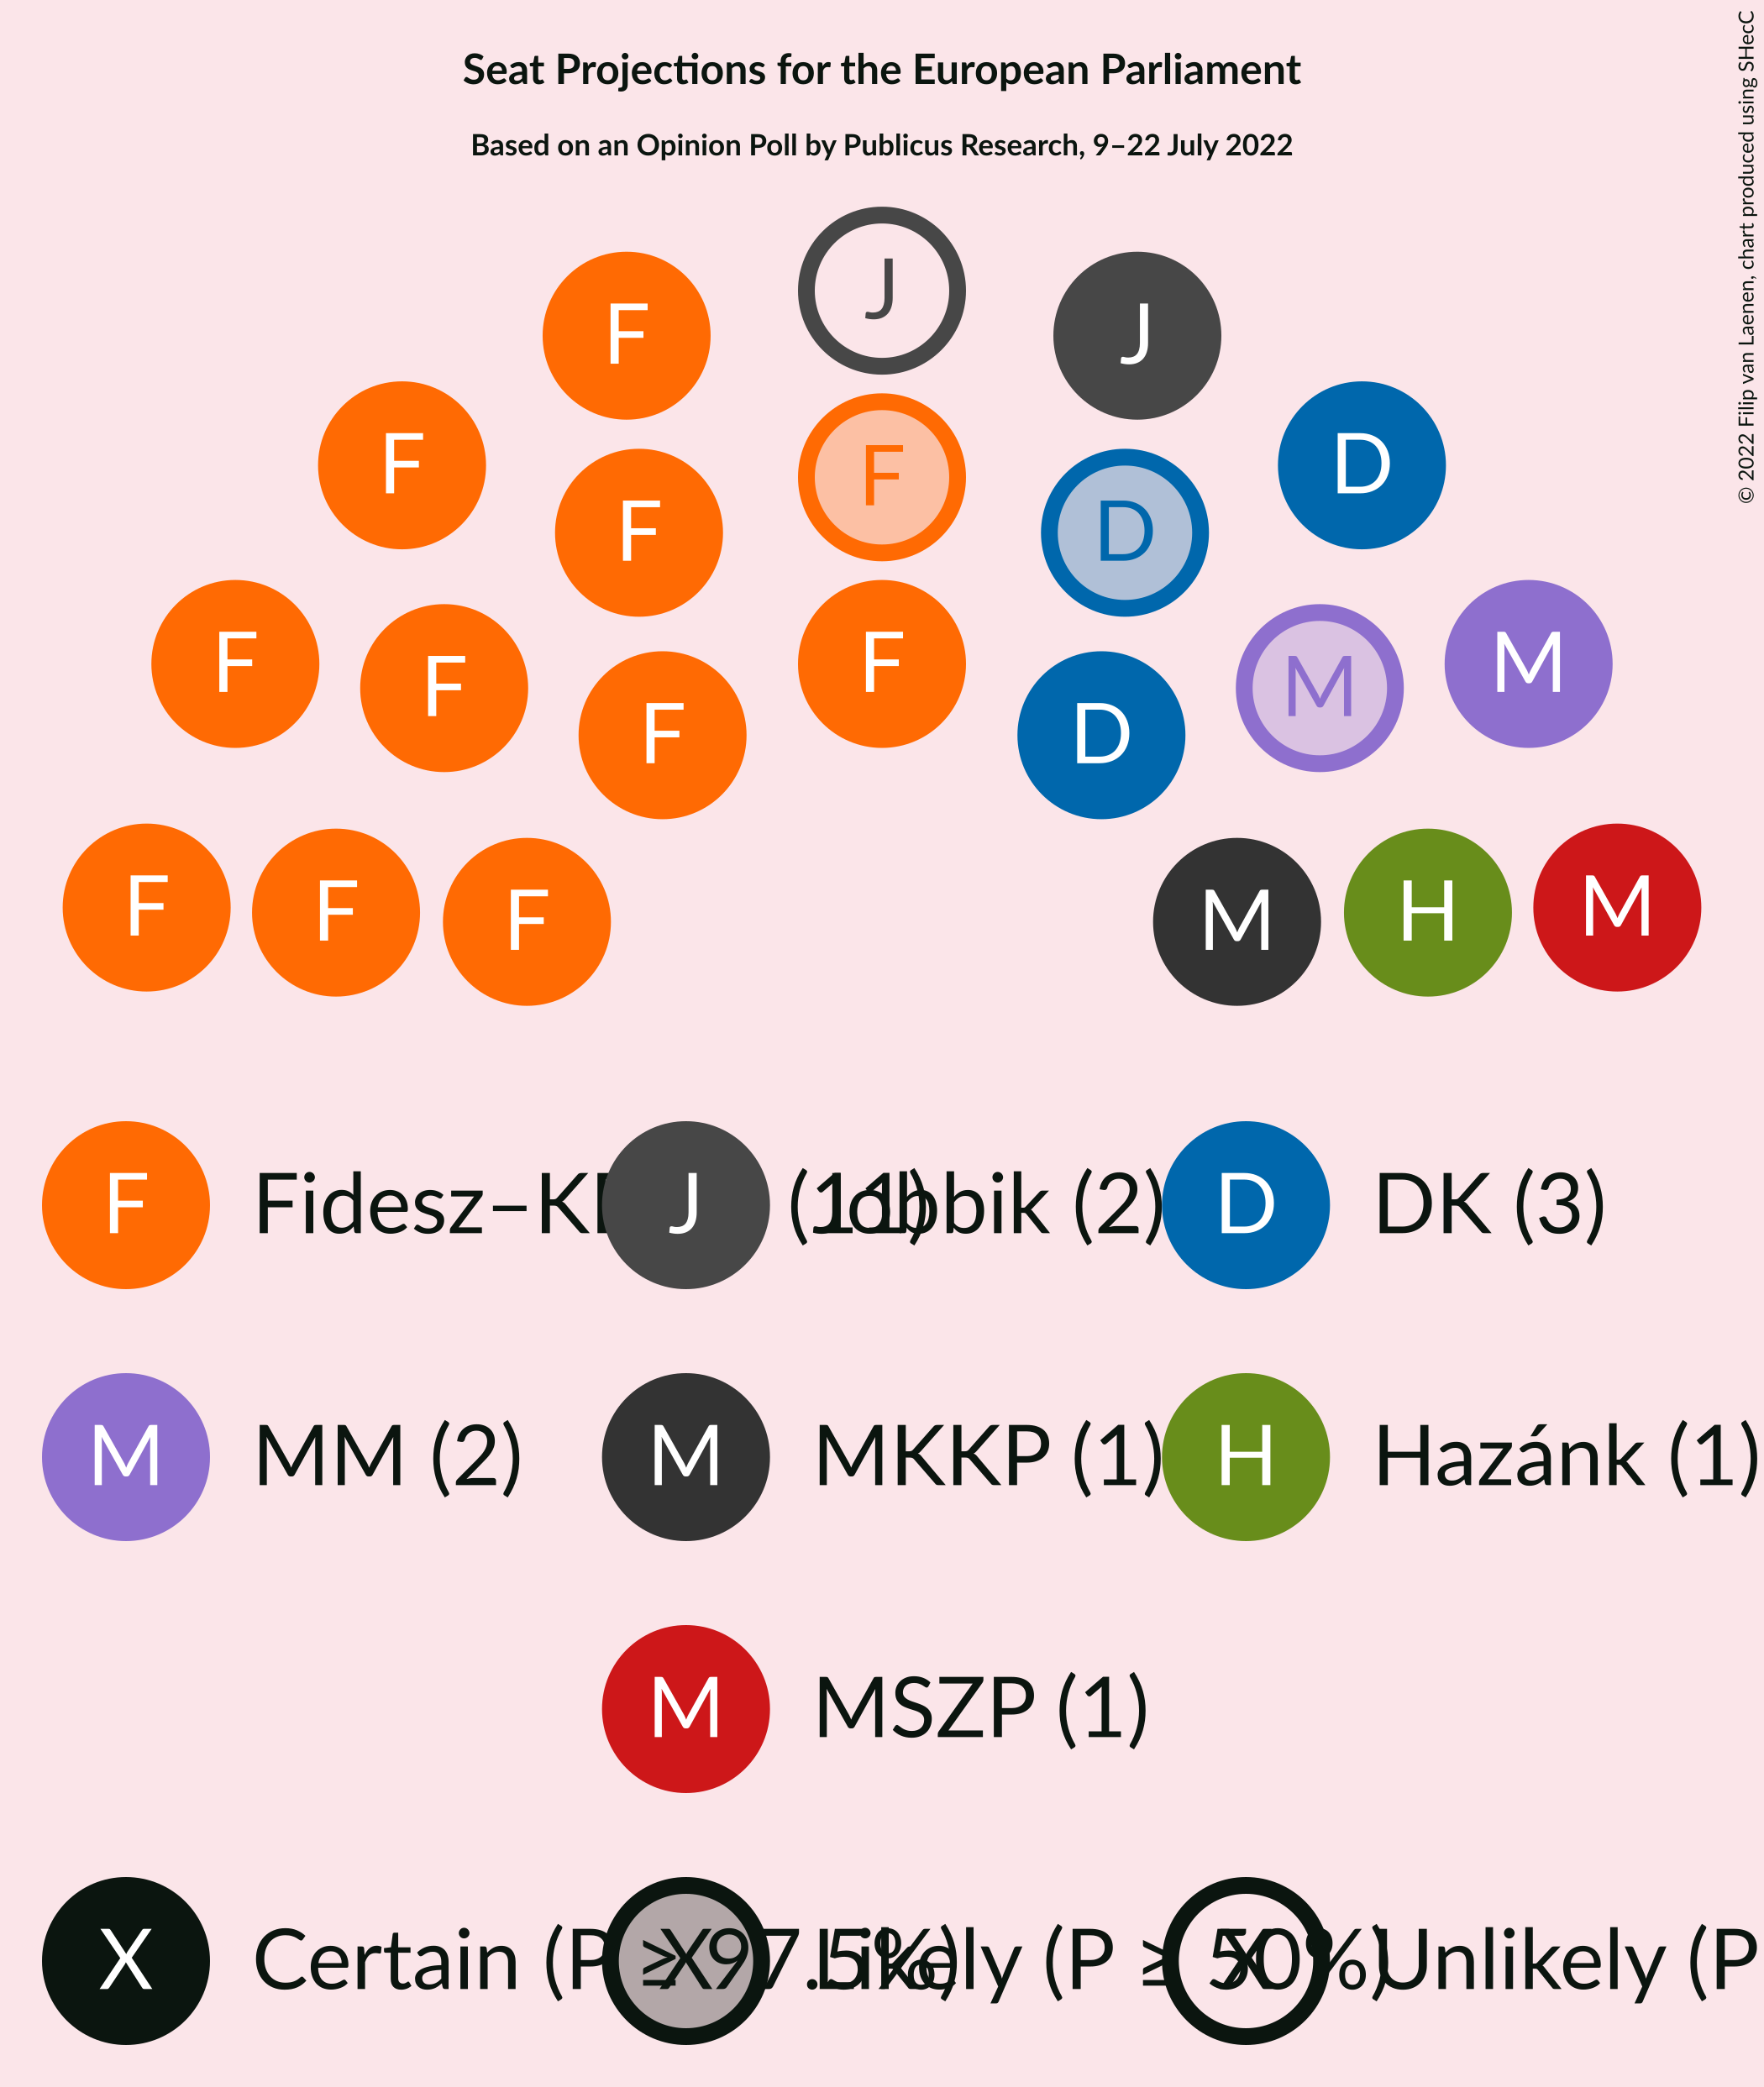 Seat Projections for the European Parliament
Based on an Opinion Poll by Publicus Research, 9–22 July 2022
© 2022 Filip van Laenen, chart produced using SHecC
J
F J
F
F D
F D
F F
M M
F F D
F F F M H M
F J (11) Jobbik (2) D DK (3)
M MM (2) M MKKP (1) H Hazánk (1)
M MSZP (1)
X Certain (P ≥ 97.5%) X Likely (P ≥ 50%) X Unlikely (P